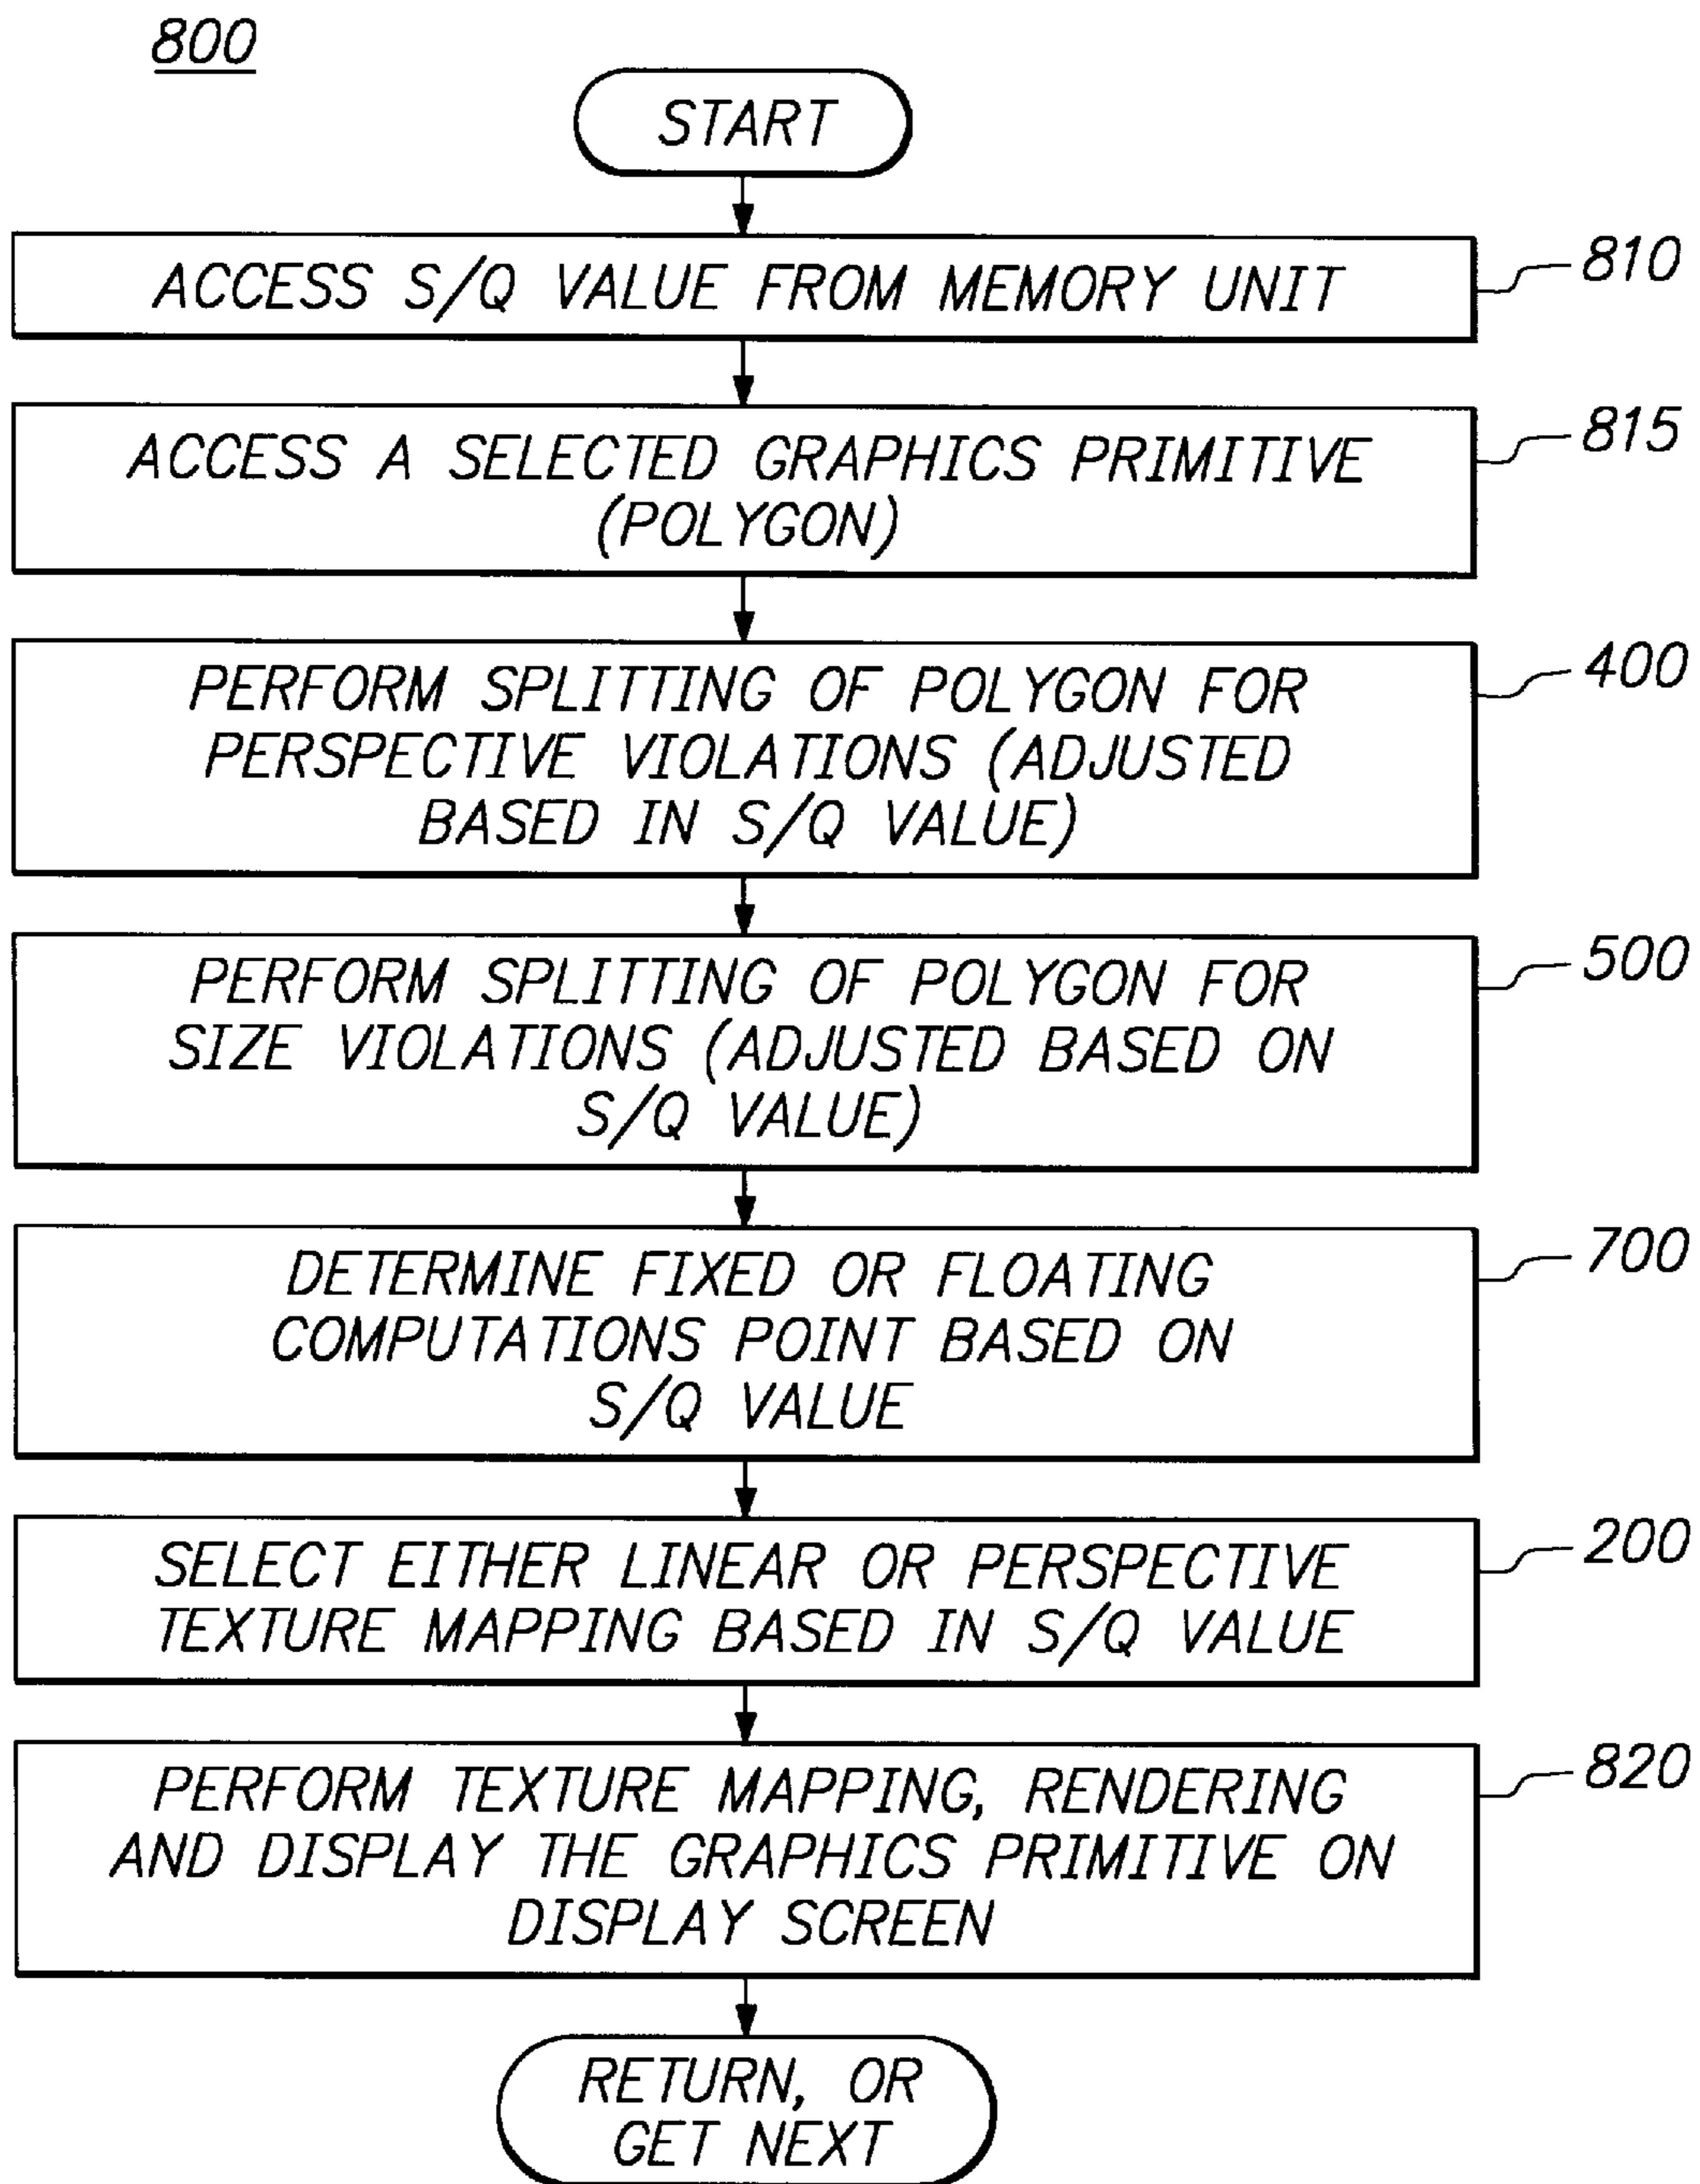 800
START
ACCESS S/Q VALUE FROM MEMORY UNIT
810
ACCESS A SELECTED GRAPHICS PRIMITIVE
(POLYGON)
815
PERFORM SPLITTING OF POLYGON FOR
PERSPECTIVE VIOLATIONS (ADJUSTED
BASED IN S/Q VALUE)
400
PERFORM SPLITTING OF POLYGON FOR
SIZE VIOLATIONS (ADJUSTED BASED ON
S/Q VALUE)
500
DETERMINE FIXED OR FLOATING
COMPUTATIONS POINT BASED ON
S/Q VALUE
700
SELECT EITHER LINEAR OR PERSPECTIVE
TEXTURE MAPPING BASED IN S/Q VALUE
200
PERFORM TEXTURE MAPPING, RENDERING
AND DISPLAY THE GRAPHICS PRIMITIVE ON
DISPLAY SCREEN
820
RETURN, OR
GET NEXT